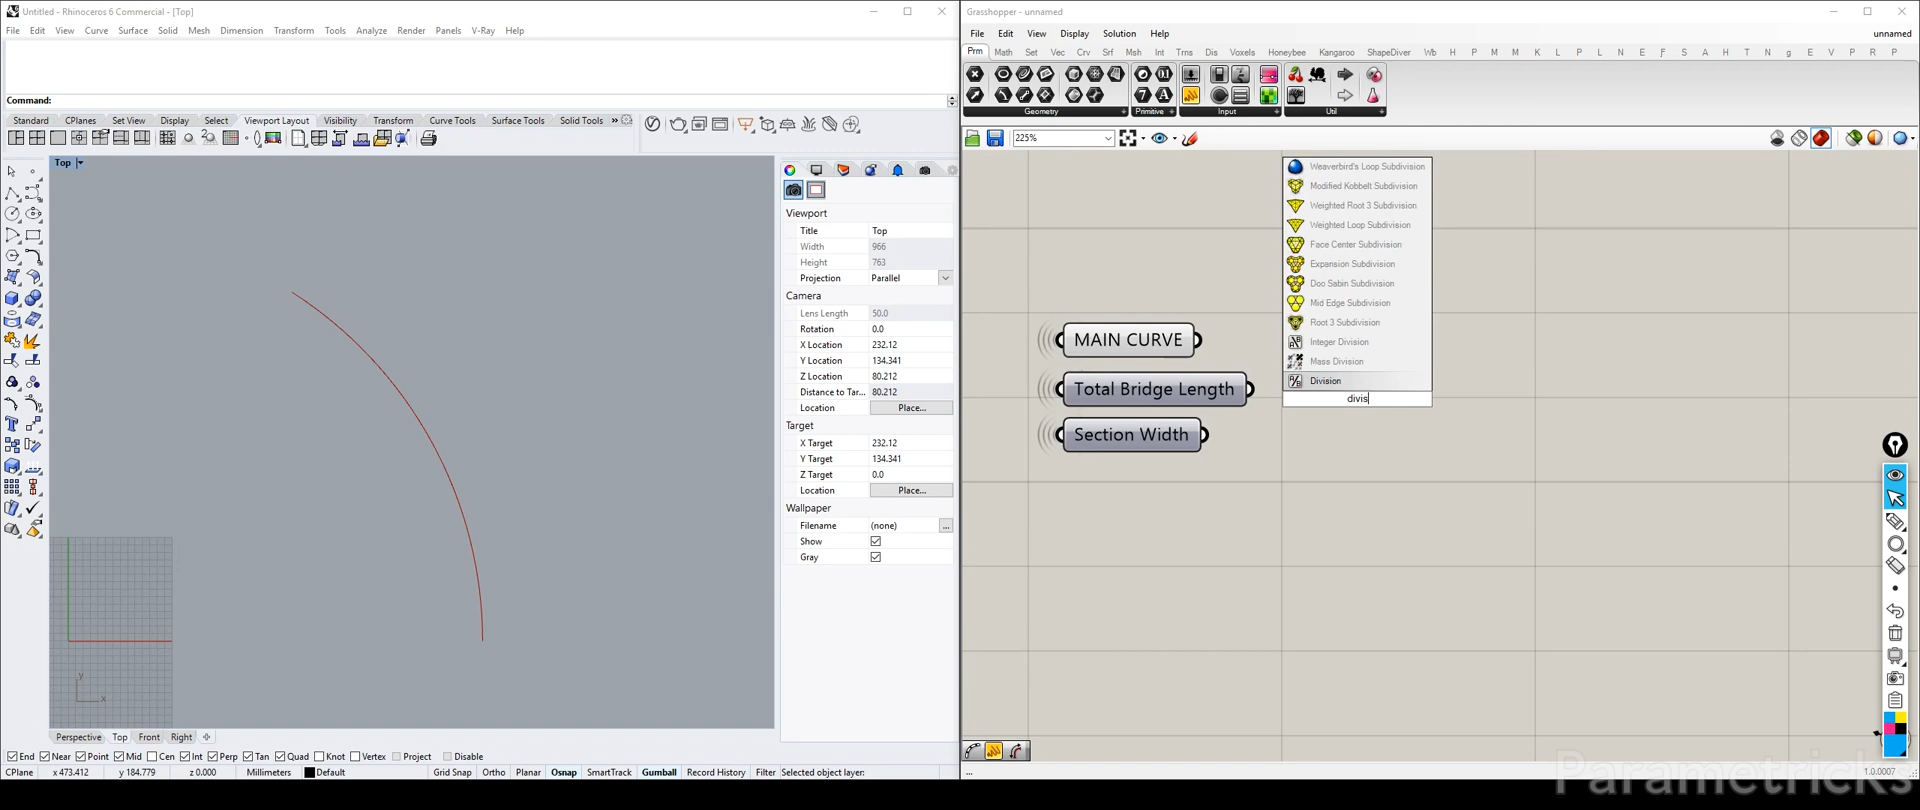 Untitled - Rhinoceros 6 Commercial - [Top]
File Edit View Curve Surface Solid Mesh Dimension Transform Tools Analyze Render Panels V-Ray Help
Command:
Standard CPlanes Set View Display Select Viewport Layout Visibility Transform Curve Tools Surface Tools Solid Tools »
Top
Viewport
Title Top
Width 966
Height 763
Projection Parallel
Camera
Lens Length 50.0
Rotation 0.0
X Location 232.12
Y Location 134.341
Z Location 80.212
Distance to Tar... 80.212
Location Place...
Target
X Target 232.12
Y Target 134.341
Z Target 0.0
Location Place...
Wallpaper
Filename (none) ...
Show
Gray
y
x
Perspective Top Front Right
End Near Point Mid Cen Int Perp Tan Quad Knot Vertex Project Disable
CPlane x 473.412 y 184.779 z 0.000 Millimeters Default Grid Snap Ortho Planar Osnap SmartTrack Gumball Record History Filter Selected object layer:
Grasshopper - unnamed
File Edit View Display Solution Help unnamed
Prm Math Set Vec Crv Srf Msh Int Trns Dis Voxels Honeybee Kangaroo ShapeDiver Wb H P M M K L P L N E F S A H T N g E V P R P
Geometry Primitive Input Util
225%
Weaverbird's Loop Subdivision
Modified Kobbelt Subdivision
Weighted Root 3 Subdivision
Weighted Loop Subdivision
Face Center Subdivision
Expansion Subdivision
Doo Sabin Subdivision
Mid Edge Subdivision
Root 3 Subdivision
Integer Division
Mass Division
Division
divis
MAIN CURVE
Total Bridge Length
Section Width
...
1.0.0007
Parametricks